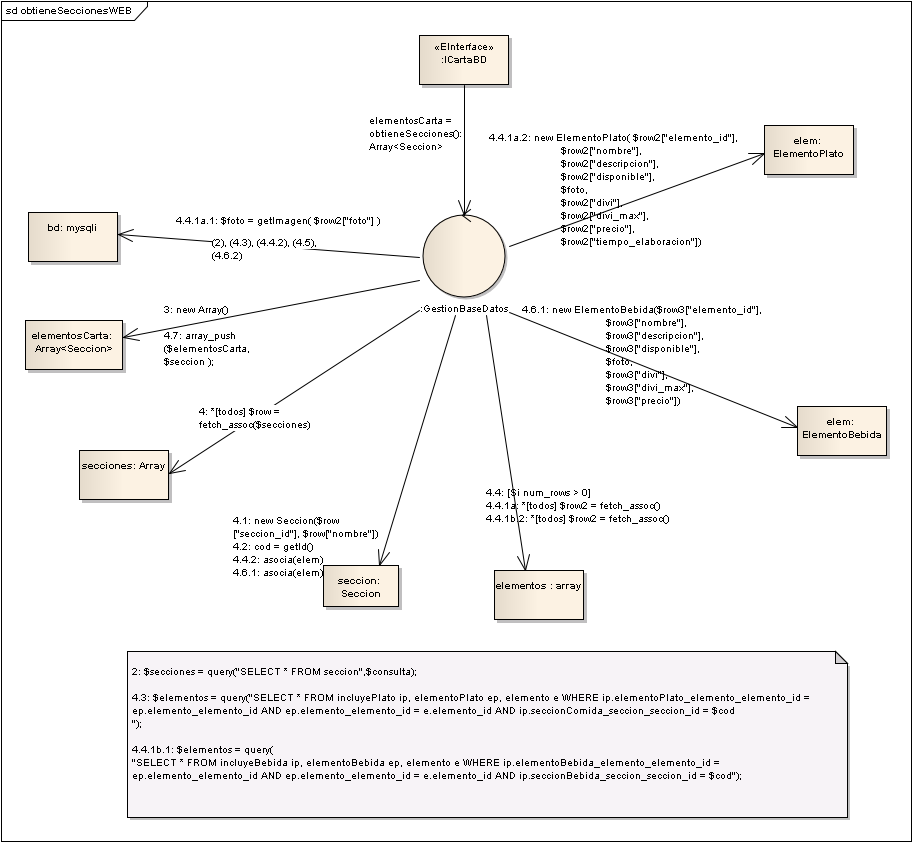 sd obtieneSeccionesWEB
«EInterface»
:ICartaBD
elementosCarta =
obtieneSecciones():
Array<Seccion>
4.4.1a.2: new ElementoPlato( $row2["elemento_id"],
$row2["nombre"],
$row2["descripcion"],
$row2["disponible"],
$foto,
$row2["divi"],
$row2["divi_max"],
$row2["precio"],
$row2["tiempo_elaboracion"])
elem:
ElementoPlato
4.4.1a.1: $foto = getImagen( $row2["foto"] )
(2), (4.3), (4.4.2), (4.5),
(4.6.2)
bd: mysqli
:GestionBaseDatos
3: new Array()
4.7: array_push
($elementosCarta,
$seccion );
elementosCarta:
Array<Seccion>
4.6.1: new ElementoBebida($row3["elemento_id"],
$row3["nombre"],
$row3["descripcion"],
$row3["disponible"],
$foto,
$row3["divi"],
$row3["divi_max"],
$row3["precio"])
elem:
ElementoBebida
4: *[todos] $row =
fetch_assoc($secciones)
secciones: Array
4.1: new Seccion($row
["seccion_id"], $row["nombre"])
4.2: cod = getId()
4.4.2: asocia(elem)
4.6.1: asocia(elem)
seccion:
Seccion
4.4: [Si num_rows > 0]
4.4.1a: *[todos] $row2 = fetch_assoc()
4.4.1b.2: *[todos] $row2 = fetch_assoc()
elementos : array
2: $secciones = query("SELECT * FROM seccion",$consulta);
4.3: $elementos = query("SELECT * FROM incluyePlato ip, elementoPlato ep, elemento e WHERE ip.elementoPlato_elemento_elemento_id =
ep.elemento_elemento_id AND ep.elemento_elemento_id = e.elemento_id AND ip.seccionComida_seccion_seccion_id = $cod
");
4.4.1b.1: $elementos = query(
"SELECT * FROM incluyeBebida ip, elementoBebida ep, elemento e WHERE ip.elementoBebida_elemento_elemento_id =
ep.elemento_elemento_id AND ep.elemento_elemento_id = e.elemento_id AND ip.seccionBebida_seccion_seccion_id = $cod");